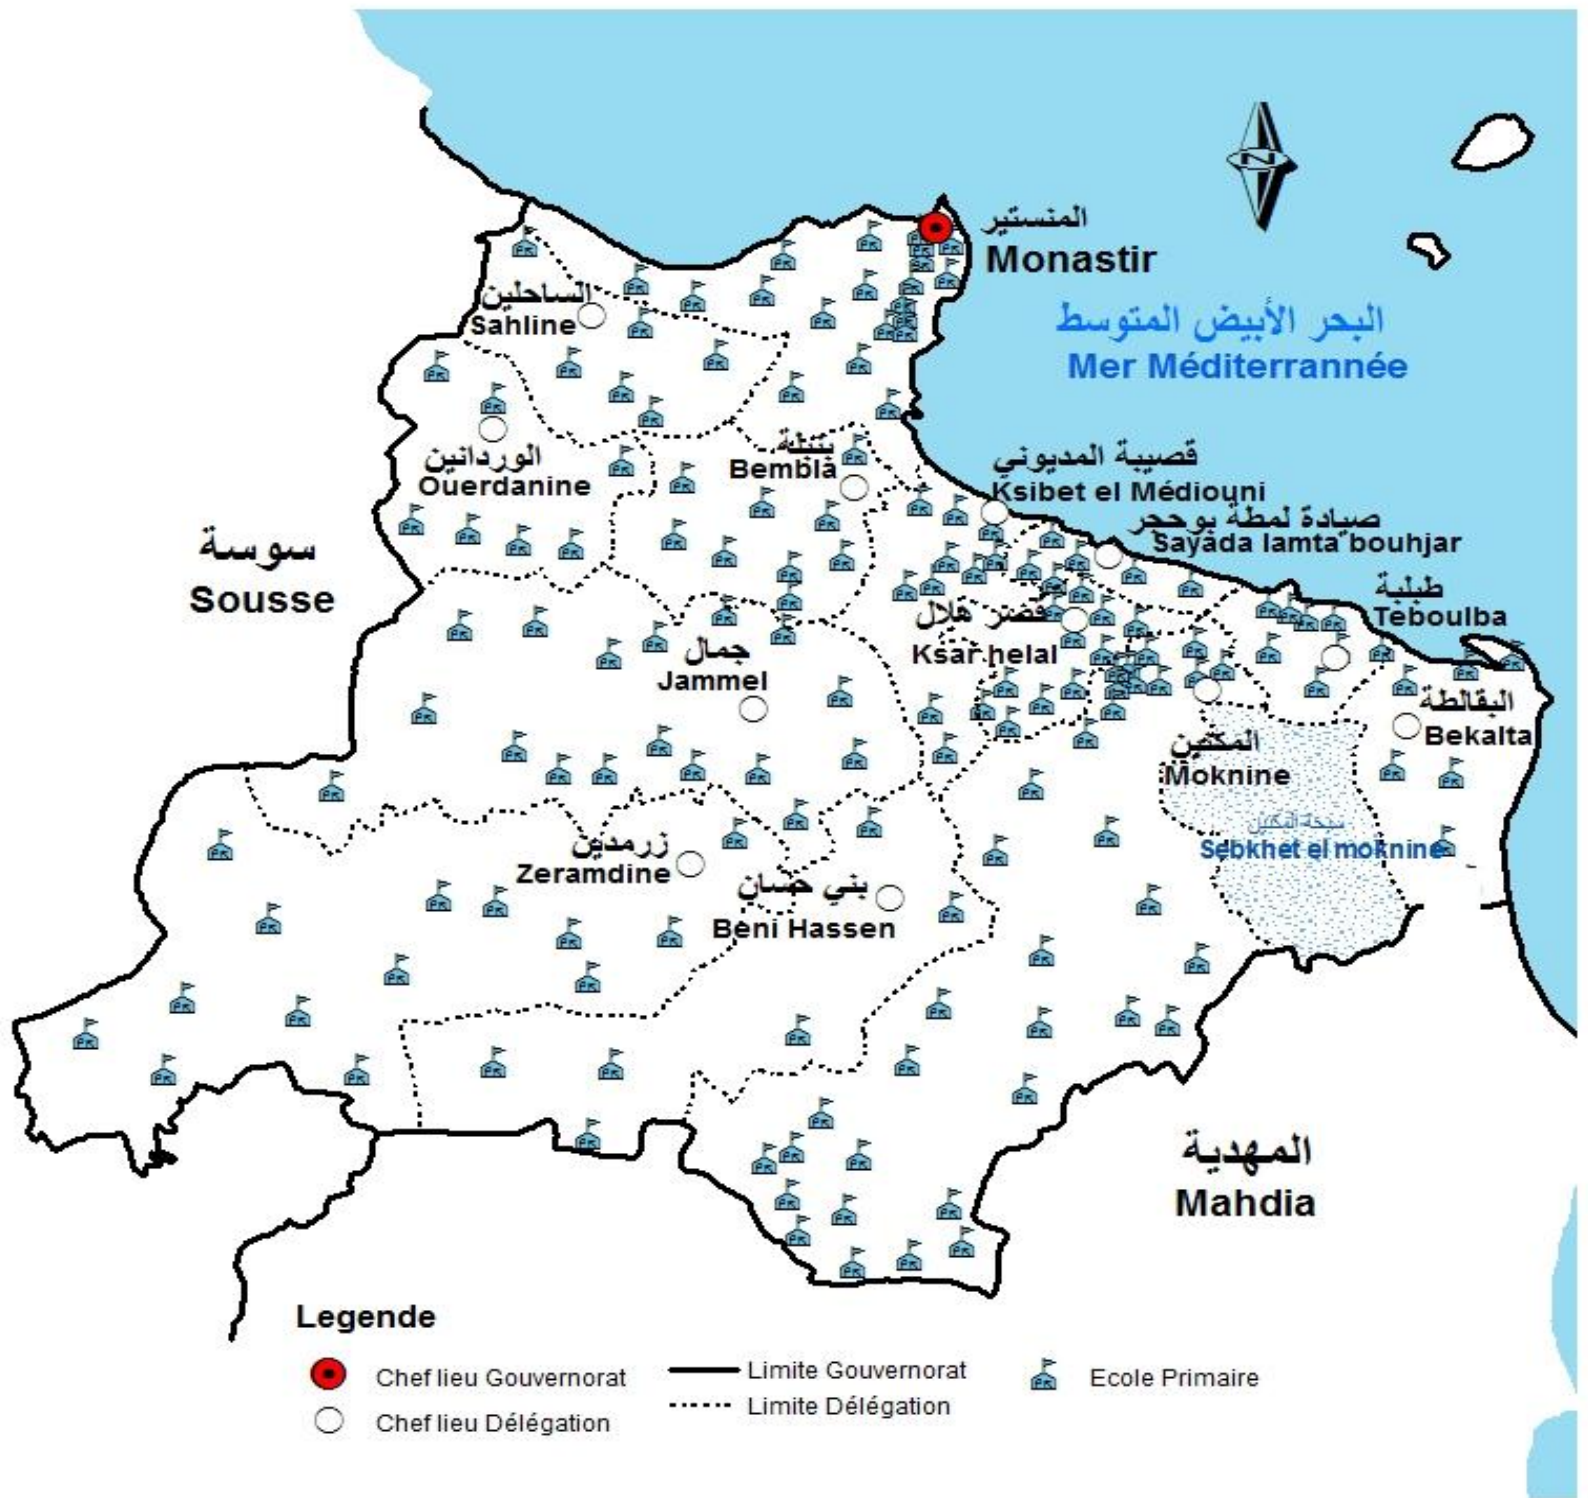 N
المنستير
Monastir
البحر الأبيض المتوسط
Mer Méditerrannée
الساحلين
Sahline
الوردانين
Ouerdanine
بنبلة
Bembla
قصيبة المديوني
Ksibet el Médiouni
صيادة لمطة بوحجر
Sayada lamta bouhjar
طبلبة
Teboulba
سوسة
Sousse
قصر هلال
Ksar helal
جمال
Jammel
البقالطة
Bekalta
المكنين
Moknine
سبخة المكنين
Sebkhet el moknine
زرمدين
Zeramdine
بني حسان
Beni Hassen
المهدية
Mahdia
Legende
Chef lieu Gouvernorat
Limite Gouvernorat
Ecole Primaire
Chef lieu Délégation
Limite Délégation